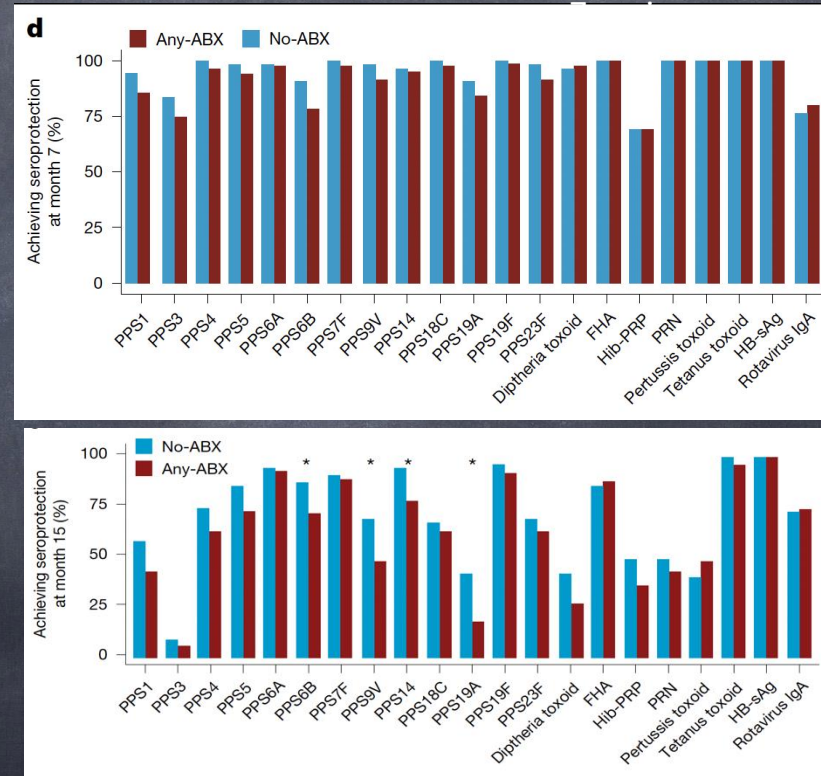 d
Any-ABX No-ABX
Achieving seroprotection
at month 7 (%)
100
75
50
25
0
PPS1 PPS3 PPS4 PPS5 PPS6A PPS6B PPS7F PPS9V PPS14 PPS18C PPS19A PPS19F PPS23F Diptheria toxoid FHA Hib-PRP PRN Pertussis toxoid Tetanus toxoid HB-sAg Rotavirus IgA
No-ABX
Any-ABX
Achieving seroprotection
at month 15 (%)
100
75
50
25
0
* * * *
PPS1 PPS3 PPS4 PPS5 PPS6A PPS6B PPS7F PPS9V PPS14 PPS18C PPS19A PPS19F PPS23F Diptheria toxoid FHA Hib-PRP PRN Pertussis toxoid Tetanus toxoid HB-sAg Rotavirus IgA